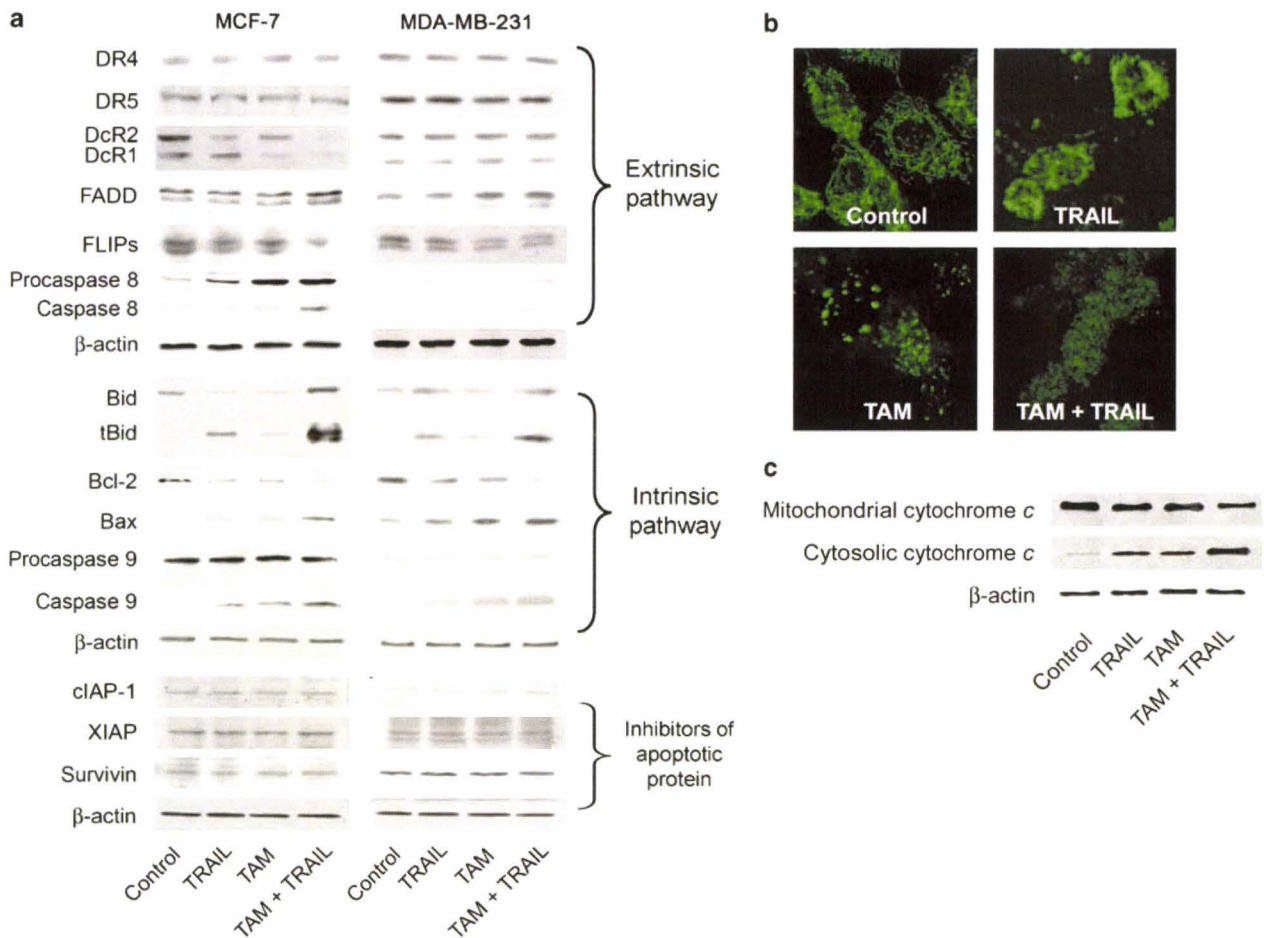 a
MCF-7
MDA-MB-231
DR4
DR5
DcR2
DcR1
FADD
FLIPs
Procaspase 8
Caspase 8
β-actin
Extrinsic
pathway
Bid
tBid
Bcl-2
Bax
Procaspase 9
Caspase 9
β-actin
Intrinsic
pathway
cIAP-1
XIAP
Survivin
β-actin
Inhibitors of
apoptotic
protein
Control
TRAIL
TAM
TAM + TRAIL
Control
TRAIL
TAM
TAM + TRAIL
b
Control
TRAIL
TAM
TAM + TRAIL
c
Mitochondrial cytochrome c
Cytosolic cytochrome c
β-actin
Control
TRAIL
TAM
TAM + TRAIL